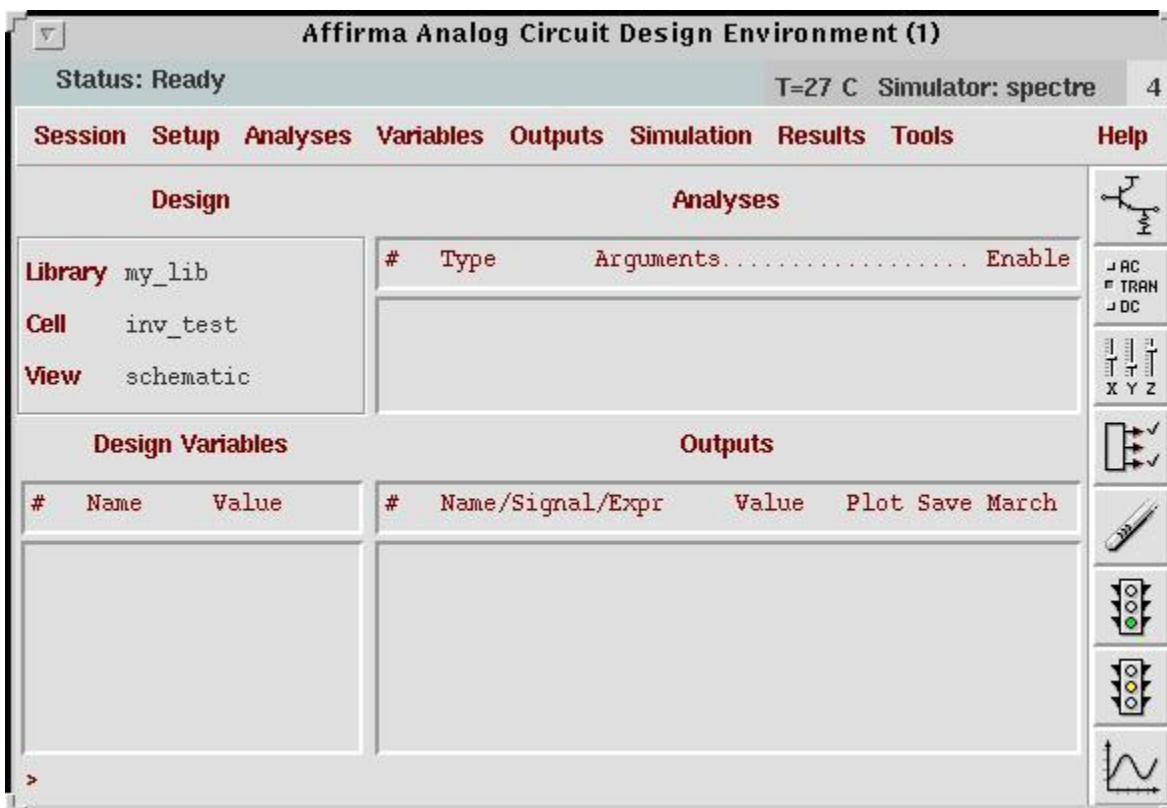 Affirma Analog Circuit Design Environment (1)
Status: Ready T=27 C Simulator: spectre 4
Session Setup Analyses Variables Outputs Simulation Results Tools Help
Design
Analyses
Library my_lib
Cell inv_test
View schematic
# Type Arguments................... Enable
Design Variables
Outputs
# Name Value
# Name/Signal/Expr Value Plot Save March
>
AC
TRAN
DC
X Y Z